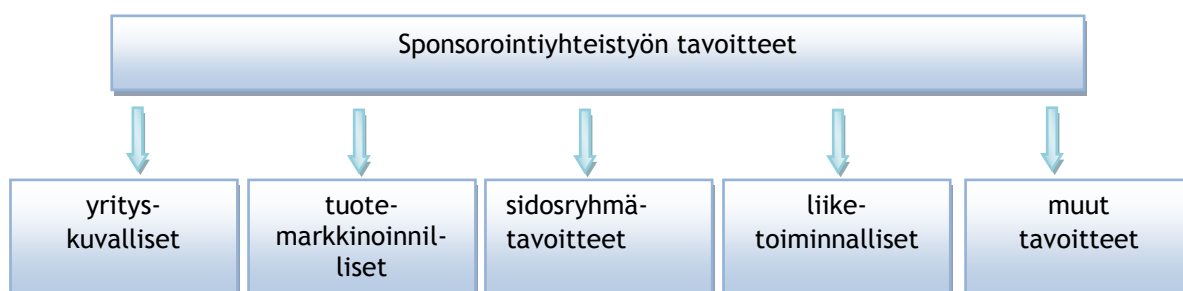 Sponsorointiyhteistyön tavoitteet
yritys-
kuvalliset
tuote-
markkinoinnil-
liset
sidosryhmä-
tavoitteet
liike-
toiminnalliset
muut
tavoitteet